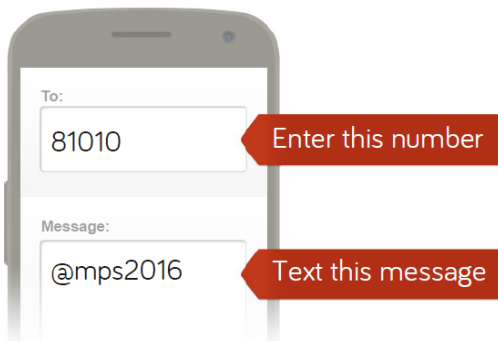 To:
81010
Enter this number
Message:
@mps2016
Text this message